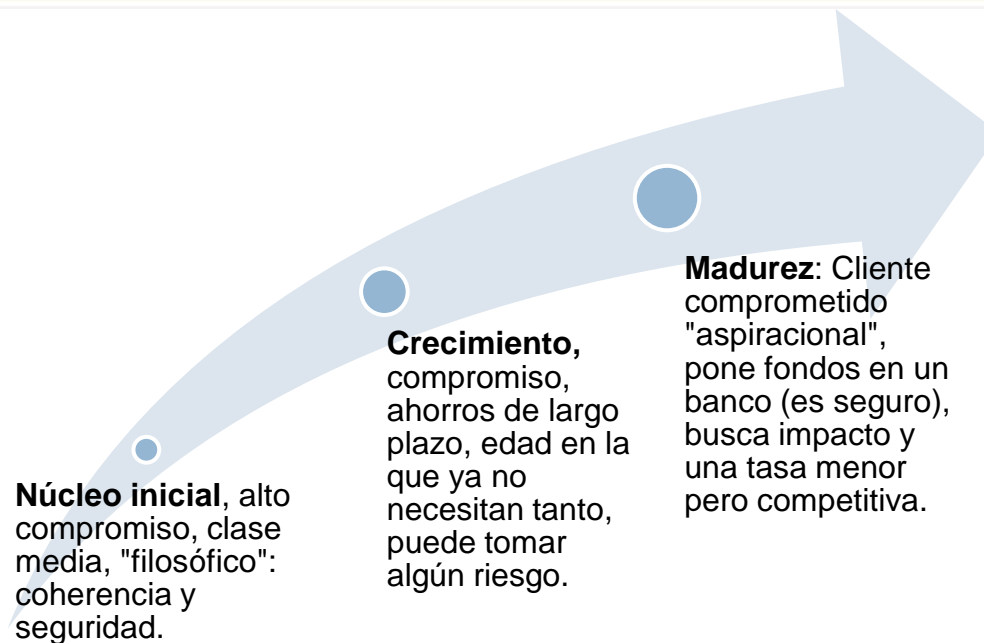 Núcleo inicial, alto
compromiso, clase
media, "filosófico":
coherencia y
seguridad.
Crecimiento,
compromiso,
ahorros de largo
plazo, edad en la
que ya no
necesitan tanto,
puede tomar
algún riesgo.
Madurez: Cliente
comprometido
"aspiracional",
pone fondos en un
banco (es seguro),
busca impacto y
una tasa menor
pero competitiva.